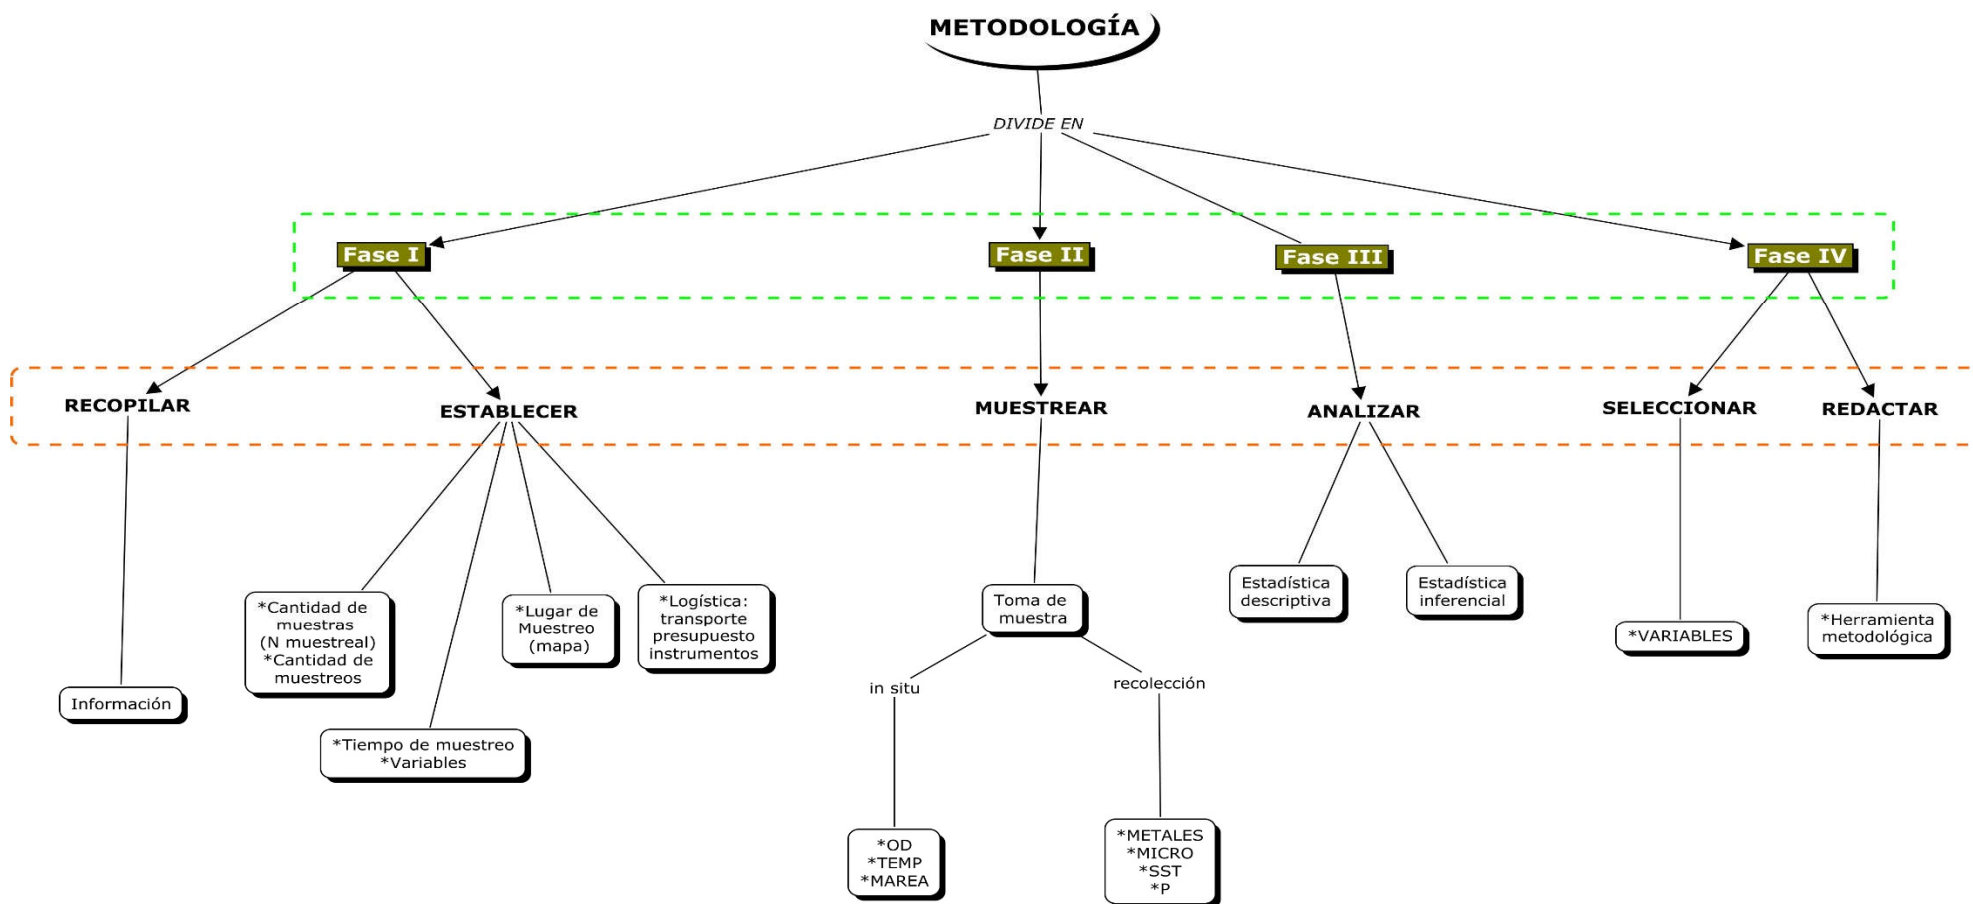 METODOLOGÍA
DIVIDE EN
Fase I
Fase II
Fase III
Fase IV
RECOPILAR
ESTABLECER
MUESTREAR
ANALIZAR
SELECCIONAR
REDACTAR
Información
*Cantidad de
muestras
(N muestreal)
*Cantidad de
muestreos
*Tiempo de muestreo
*Variables
*Lugar de
Muestreo
(mapa)
*Logística:
transporte
presupuesto
instrumentos
Toma de
muestra
in situ
recolección
*OD
*TEMP
*MAREA
*METALES
*MICRO
*SST
*P
Estadística
descriptiva
Estadística
inferencial
*VARIABLES
*Herramienta
metodológica